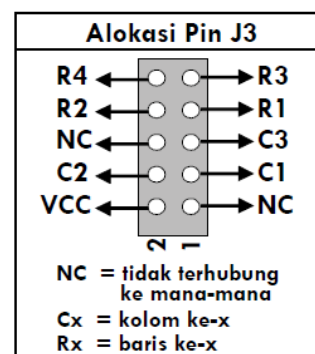 Alokasi Pin J3
R4 R3
R2 R1
NC C3
C2 C1
VCC NC
2 1
NC = tidak terhubung
ke mana-mana
Cx = kolom ke-x
Rx = baris ke-x